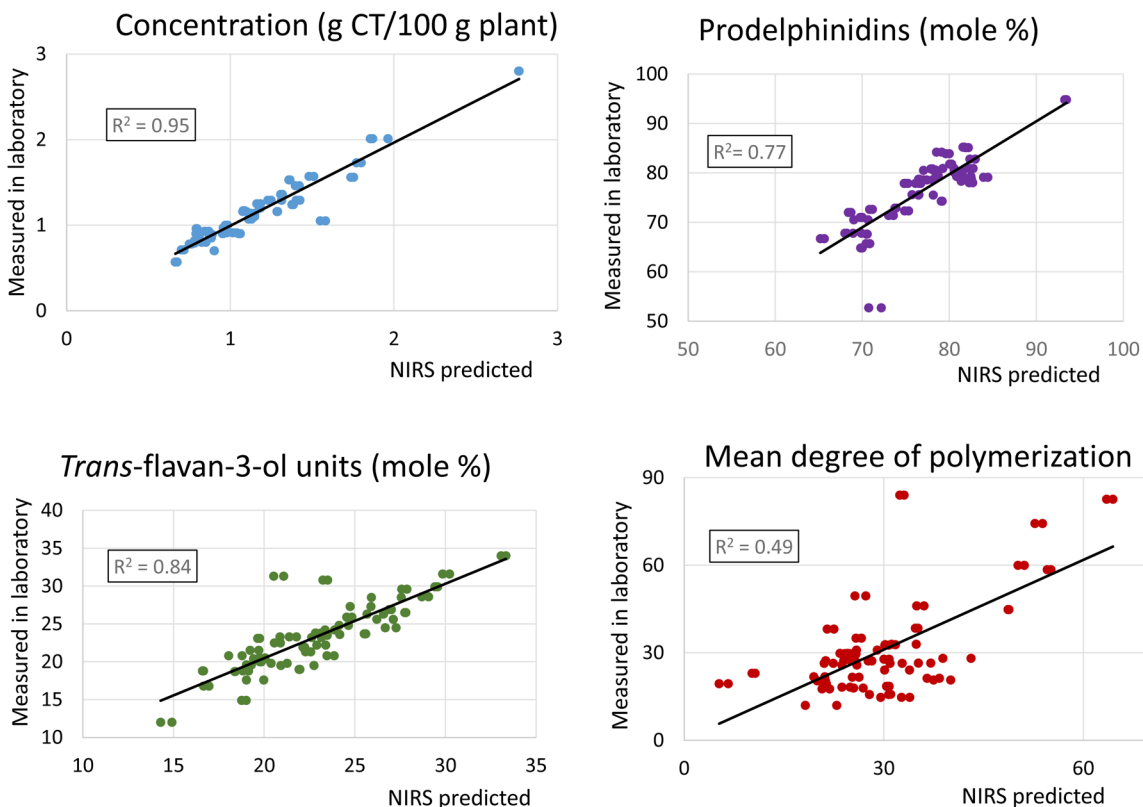 Concentration (g CT/100 g plant)
Measured in laboratory
3
2
1
0
R² = 0.95
0 1 2 3
NIRS predicted
Prodelphinidins (mole %)
Measured in laboratory
100
90
80
70
60
50
R²= 0.77
50 60 70 80 90 100
NIRS predicted
Trans-flavan-3-ol units (mole %)
Measured in laboratory
40
35
30
25
20
15
10
R² = 0.84
10 15 20 25 30 35
NIRS predicted
Mean degree of polymerization
Measured in laboratory
90
60
30
0
R² = 0.49
0 30 60
NIRS predicted